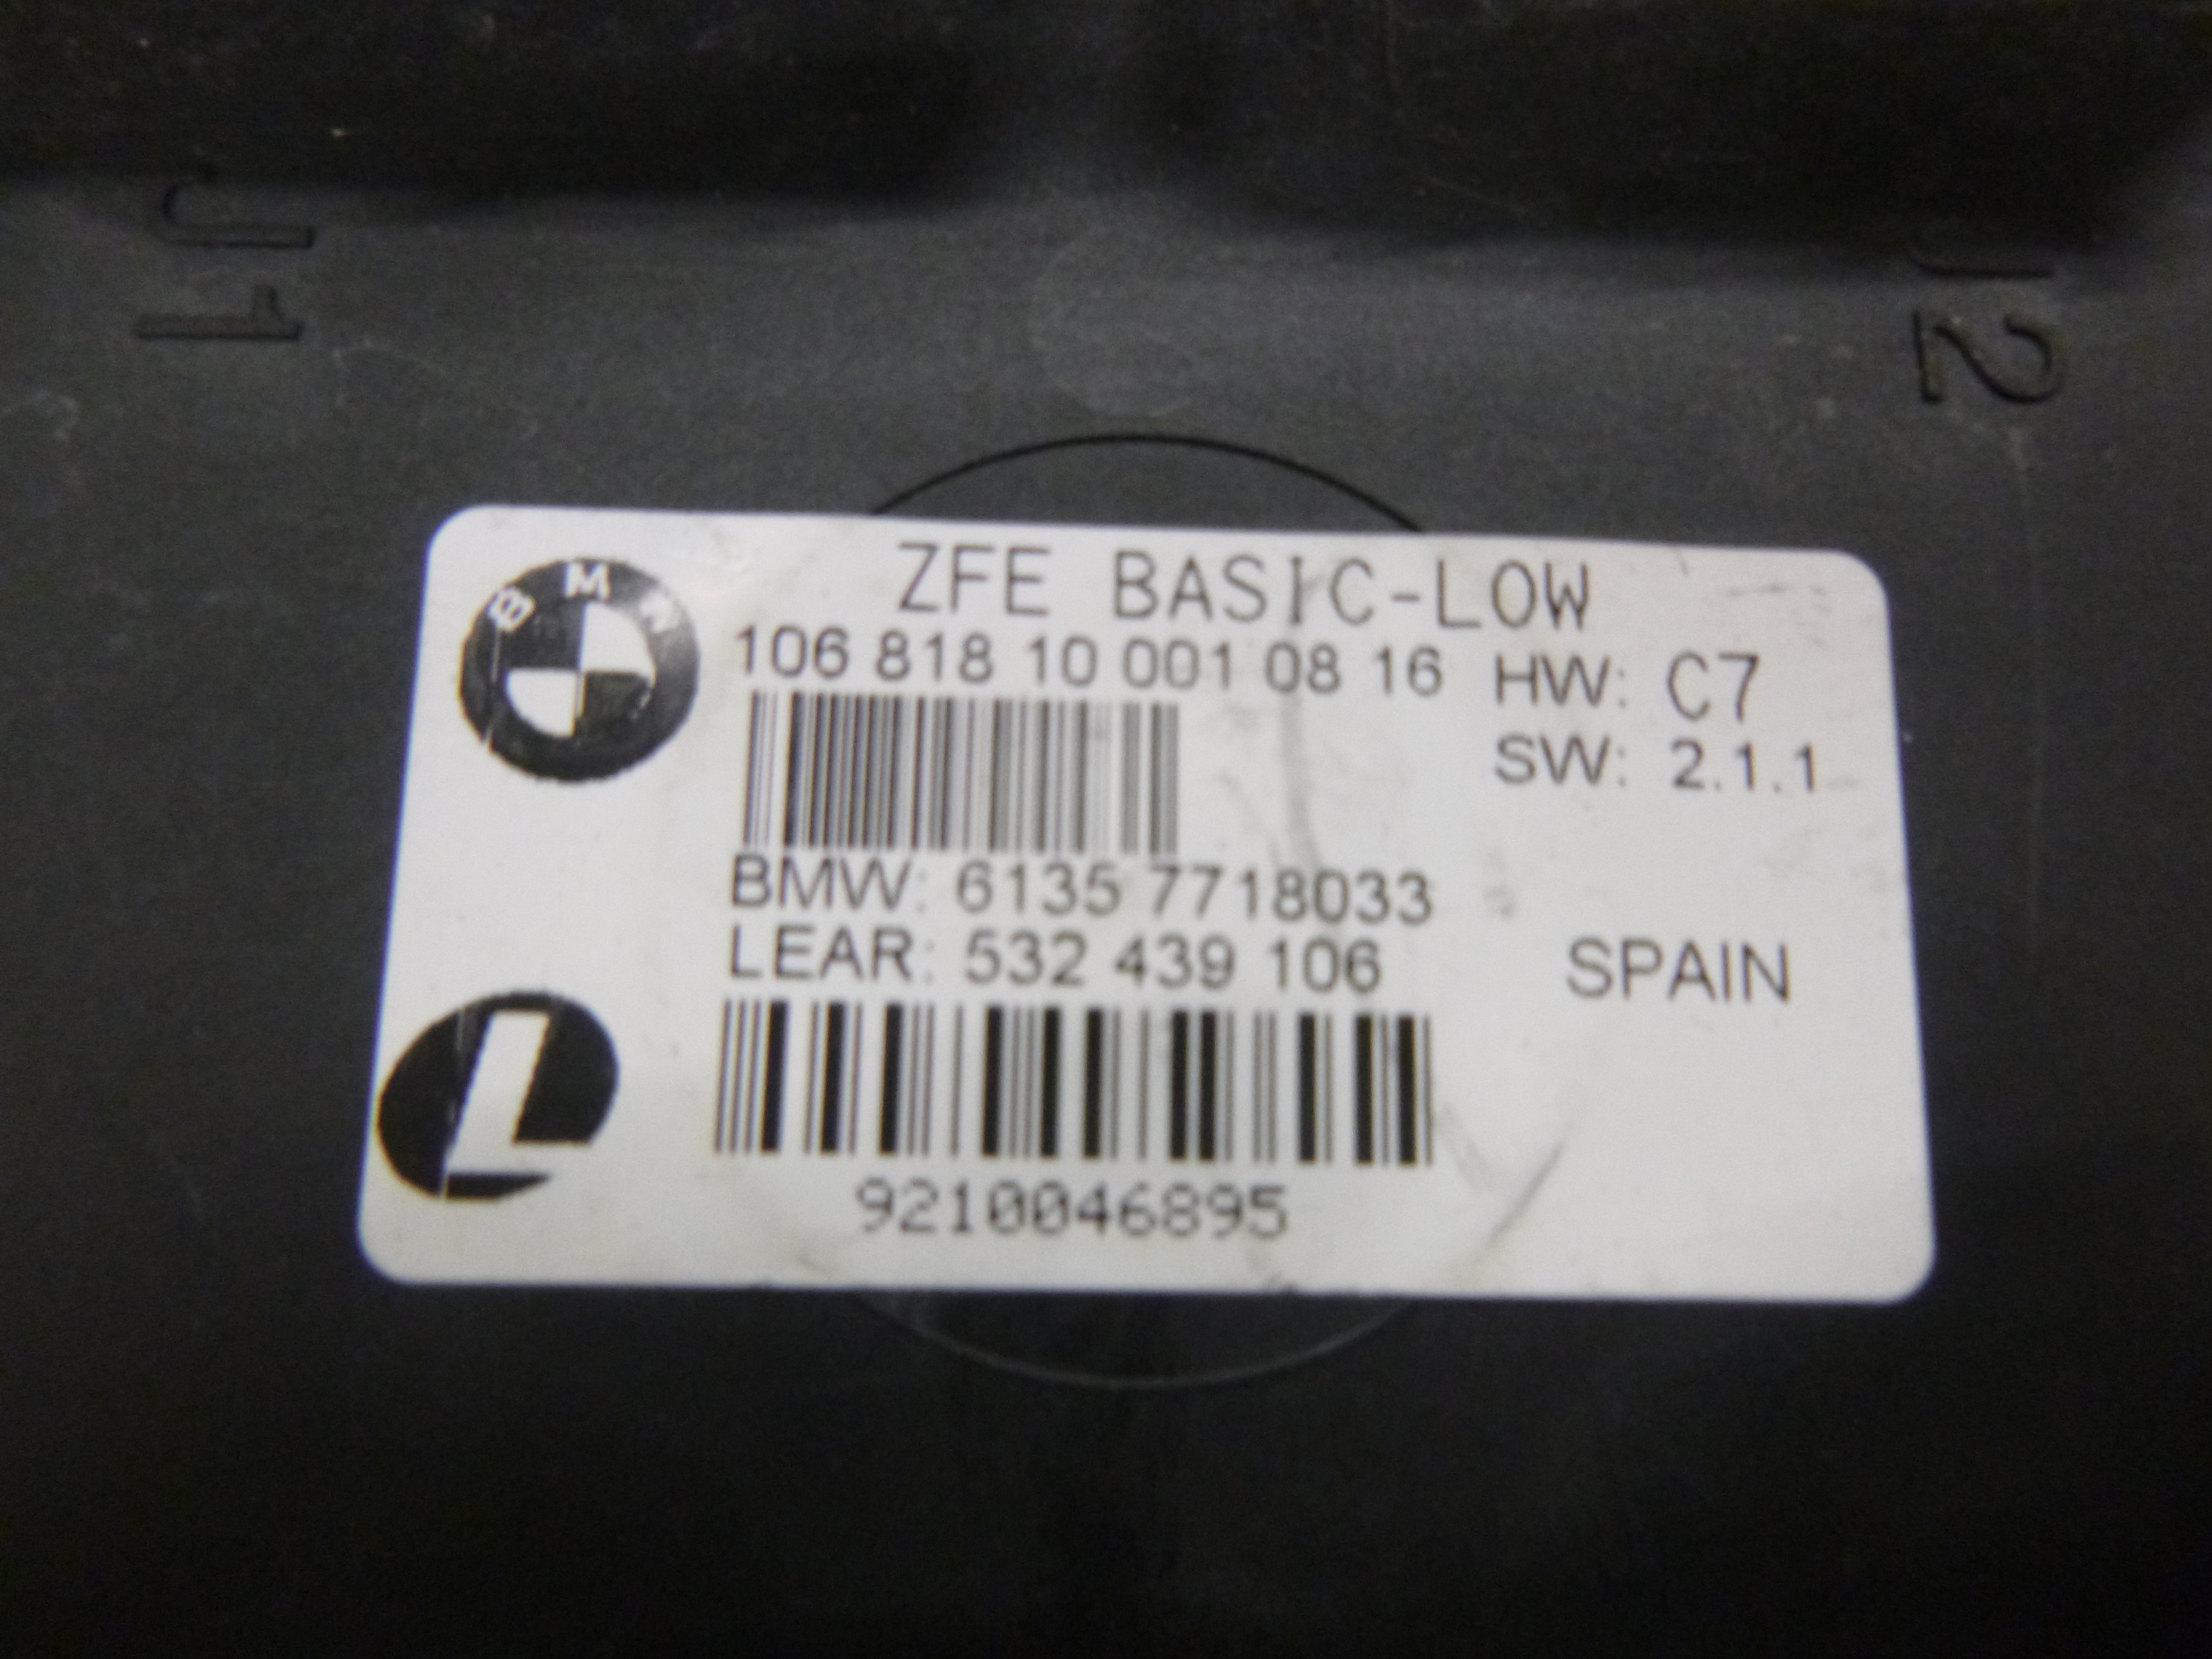 J1
J2
BMW
ZFE BASIC-LOW
106 818 10 001 08 16
HW: C7
SW: 2.1.1
BMW: 6135 7718033
LEAR: 532 439 106
SPAIN
L
9210046895